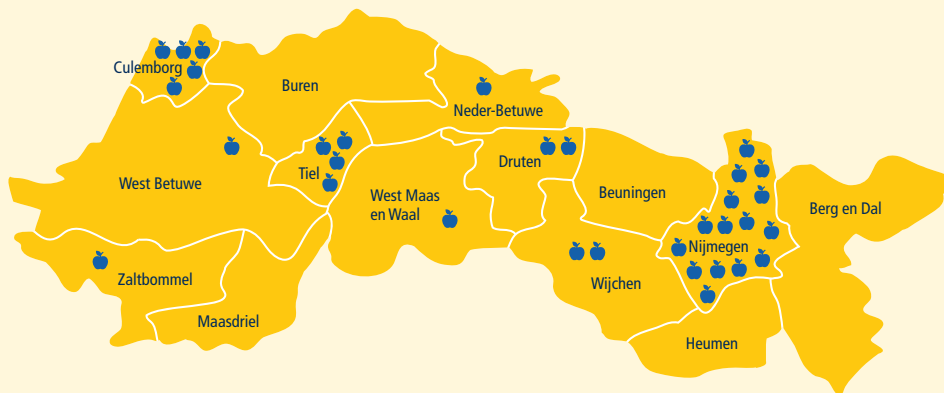 Culemborg
Buren
Neder-Betuwe
West Betuwe
Tiel
Druten
West Maas
en Waal
Beuningen
Berg en Dal
Nijmegen
Zaltbommel
Wijchen
Maasdriel
Heumen